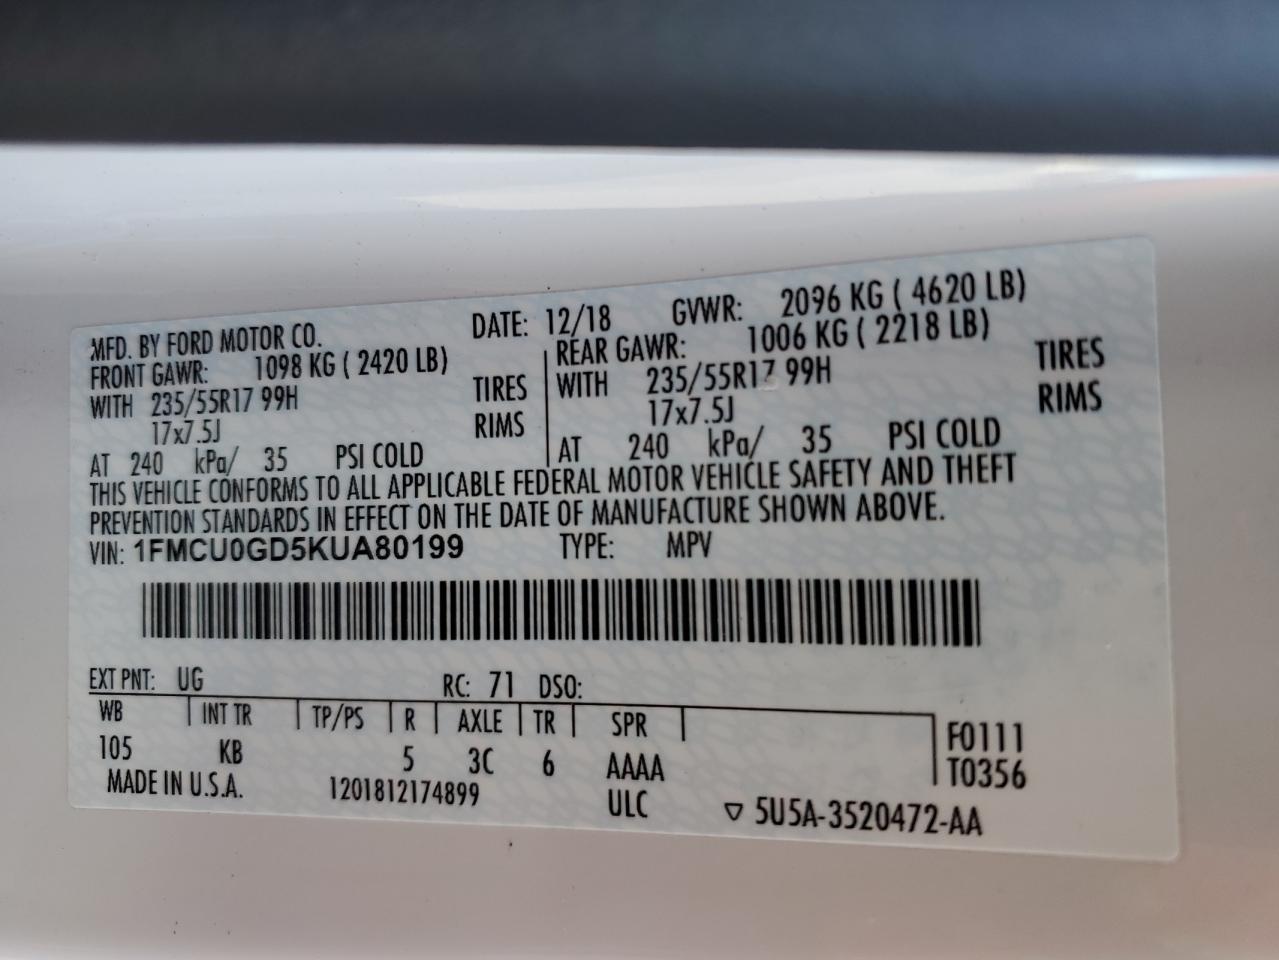 MFD. BY FORD MOTOR CO. DATE: 12/18 GVWR: 2096 KG ( 4620 LB)
FRONT GAWR: 1098 KG ( 2420 LB) REAR GAWR: 1006 KG ( 2218 LB)
WITH 235/55R17 99H TIRES WITH 235/55R17 99H TIRES
17x7.5J RIMS 17x7.5J RIMS
AT 240 kPa/ 35 PSI COLD AT 240 kPa/ 35 PSI COLD
THIS VEHICLE CONFORMS TO ALL APPLICABLE FEDERAL MOTOR VEHICLE SAFETY AND THEFT
PREVENTION STANDARDS IN EFFECT ON THE DATE OF MANUFACTURE SHOWN ABOVE.
VIN: 1FMCU0GD5KUA80199 TYPE: MPV
EXT PNT: UG RC: 71 DSO:
WB INT TR TP/PS R AXLE TR SPR F0111
105 KB 5 3C 6 AAAA T0356
MADE IN U.S.A. 1201812174899 ULC ▽ 5U5A-3520472-AA